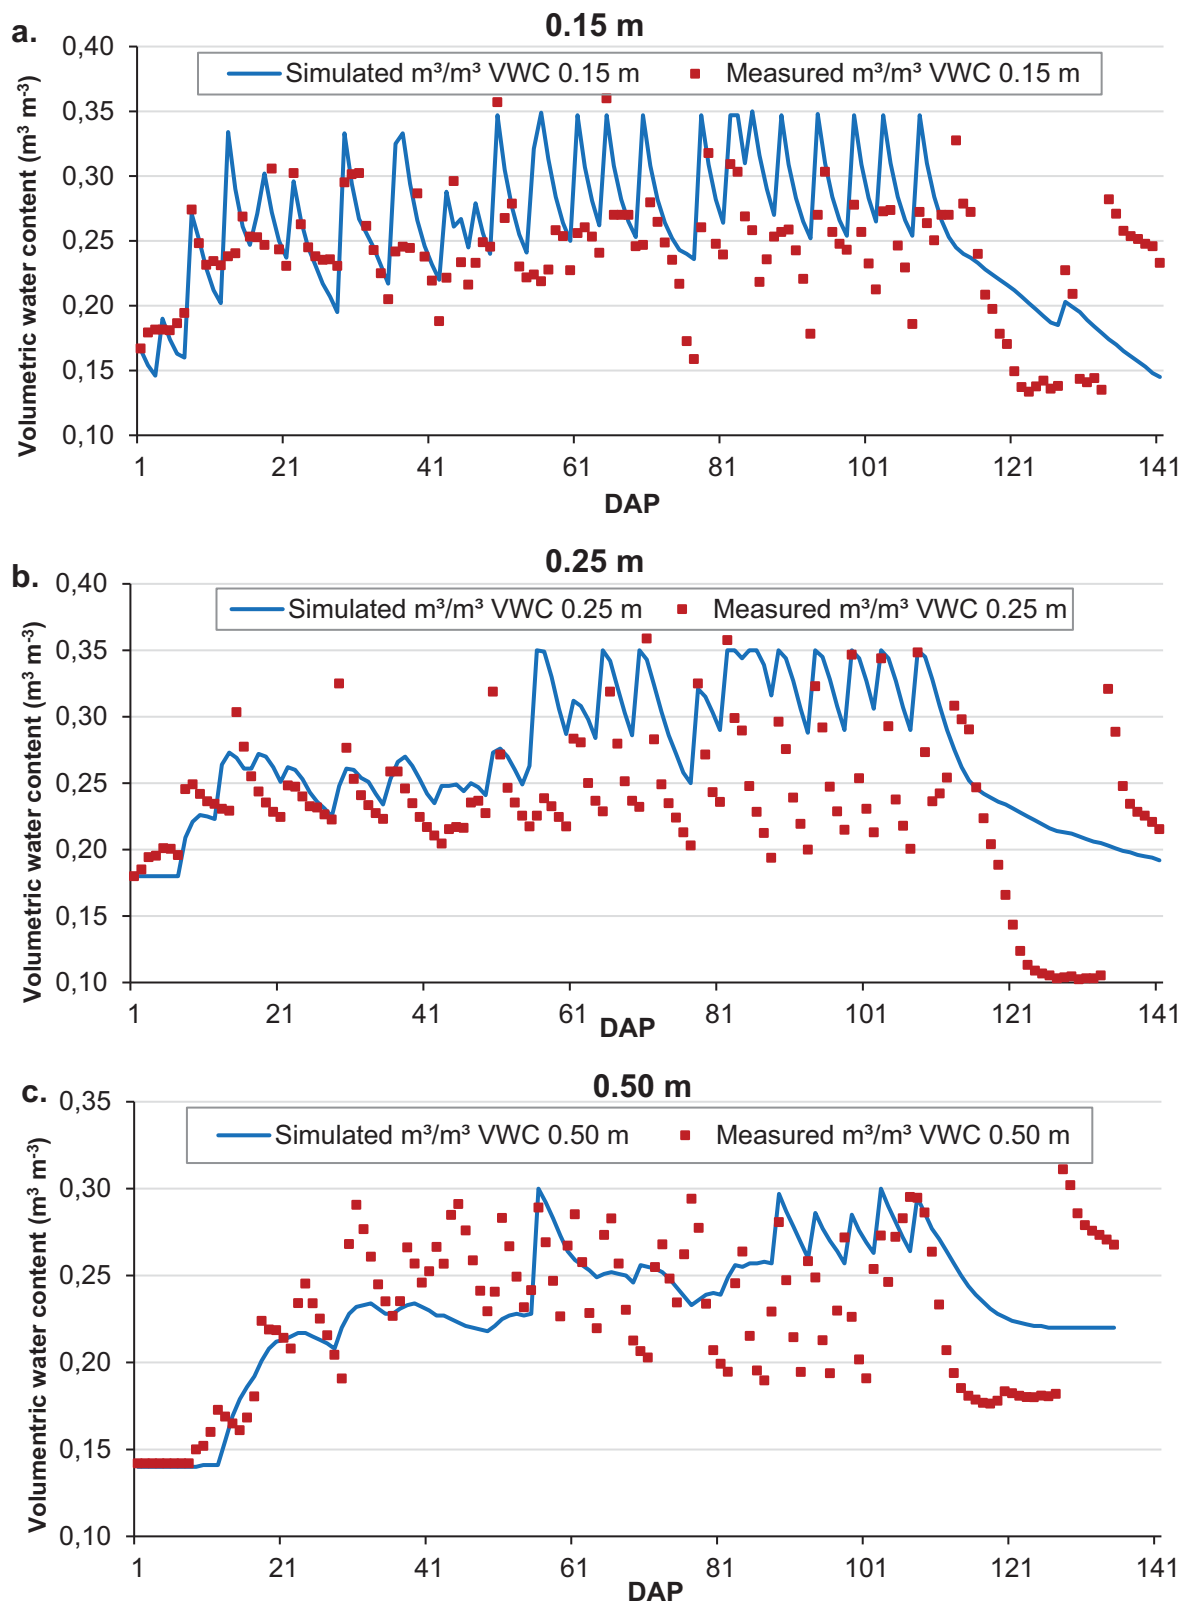 a.
0.15 m
Simulated m³/m³ VWC 0.15 m
Measured m³/m³ VWC 0.15 m
Volumetric water content (m³ m⁻³)
0,40
0,35
0,30
0,25
0,20
0,15
0,10
1 21 41 61 81 101 121 141
DAP
b.
0.25 m
Simulated m³/m³ VWC 0.25 m
Measured m³/m³ VWC 0.25 m
Volumetric water content (m³ m⁻³)
0,40
0,35
0,30
0,25
0,20
0,15
0,10
1 21 41 61 81 101 121 141
DAP
c.
0.50 m
Simulated m³/m³ VWC 0.50 m
Measured m³/m³ VWC 0.50 m
Volumentric water content (m³ m⁻³)
0,35
0,30
0,25
0,20
0,15
0,10
1 21 41 61 81 101 121 141
DAP